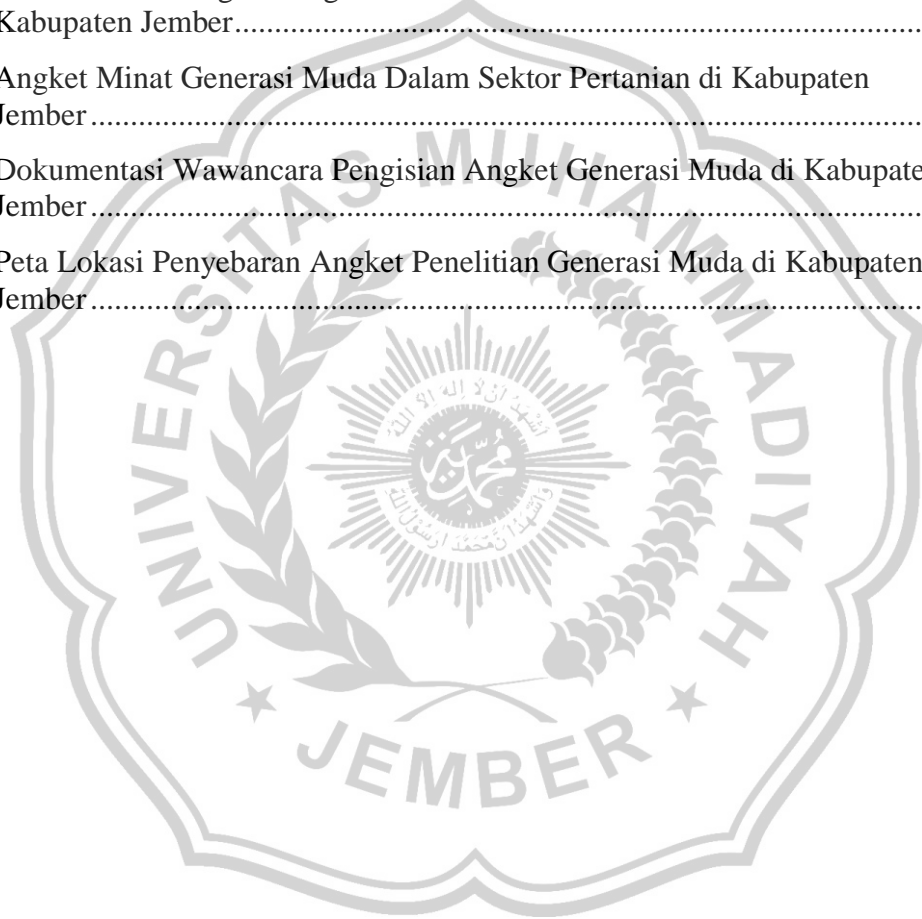 Kabupaten Jember
Angket Minat Generasi Muda Dalam Sektor Pertanian di Kabupaten
Jember
Dokumentasi Wawancara Pengisian Angket Generasi Muda di Kabupate
Jember
Peta Lokasi Penyebaran Angket Penelitian Generasi Muda di Kabupaten
Jember
UNIVERSITAS MUHAMMADIYAH
JEMBER